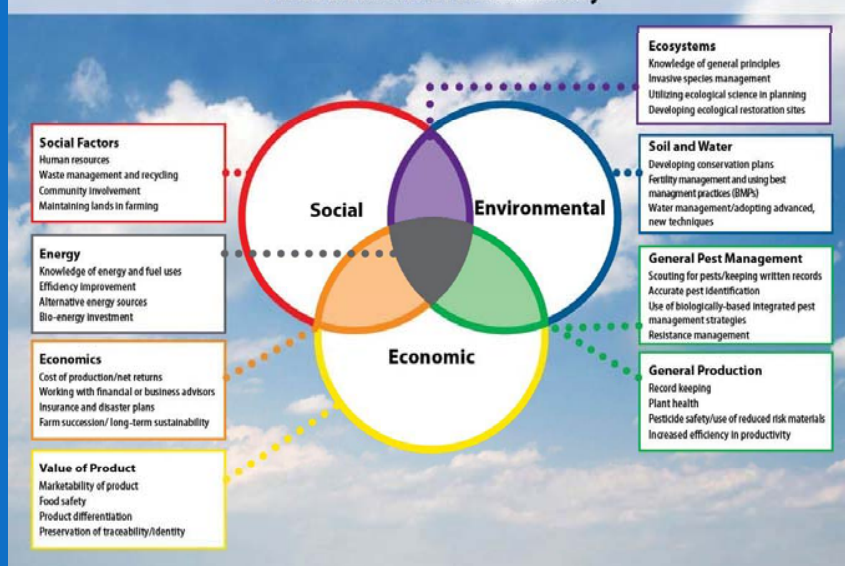 Social Factors
Human resources
Waste management and recycling
Community involvement
Maintaining lands in farming
Energy
Knowledge of energy and fuel uses
Efficiency improvement
Alternative energy sources
Bio-energy investment
Economics
Cost of production/net returns
Working with financial or business advisors
Insurance and disaster plans
Farm succession/ long-term sustainability
Value of Product
Marketability of product
Food safety
Product differentiation
Preservation of traceability/identity
Social
Environmental
Economic
Ecosystems
Knowledge of general principles
Invasive species management
Utilizing ecological science in planning
Developing ecological restoration sites
Soil and Water
Developing conservation plans
Fertility management and using best
managment practices (BMPs)
Water management/adopting advanced,
new techniques
General Pest Management
Scouting for pests/keeping written records
Accurate pest identification
Use of biologically-based integrated pest
management strategies
Resistance management
General Production
Record keeping
Plant health
Pesticide safety/use of reduced risk materials
Increased efficiency in productivity